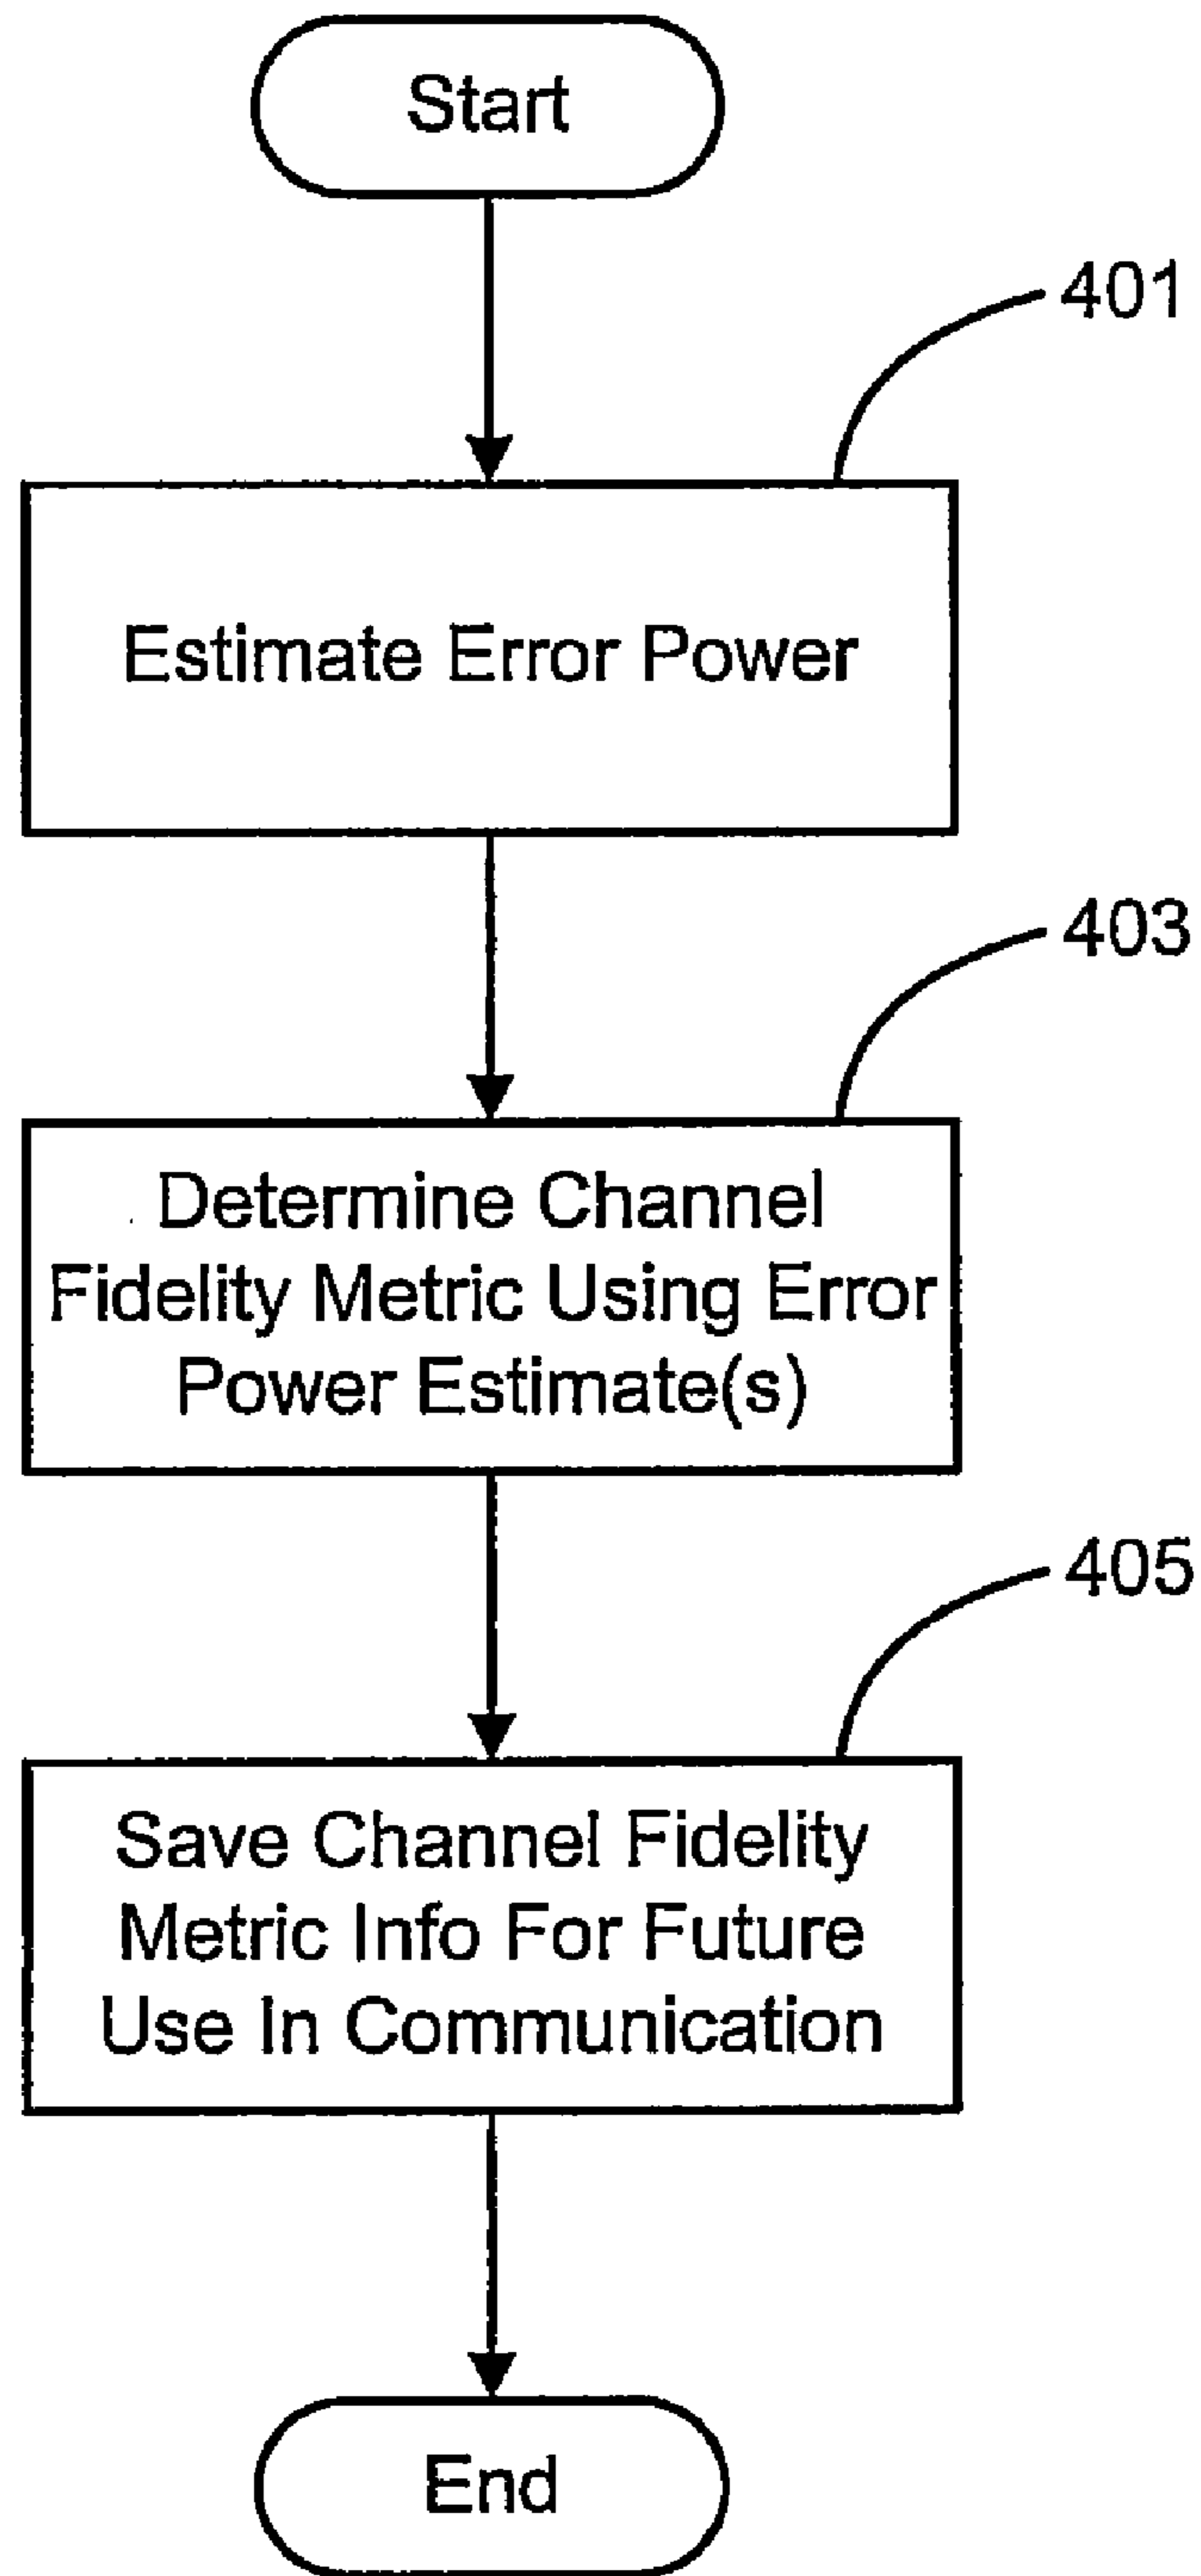 Start
401
Estimate Error Power
403
Determine Channel
Fidelity Metric Using Error
Power Estimate(s)
405
Save Channel Fidelity
Metric Info For Future
Use In Communication
End